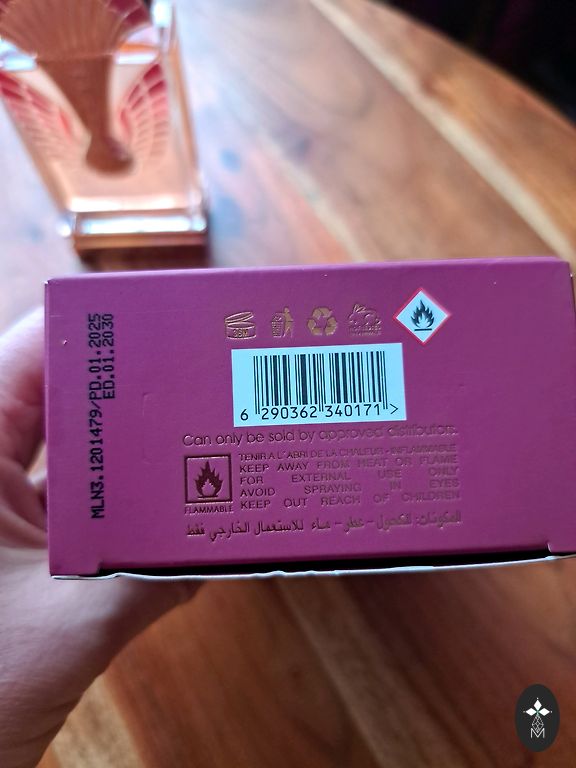 MLN3.1201479/PD.01.2025
ED.01.2030
36M
6 290362 340171 >
Can only be sold by approved distributors.
TENIR A L'ABRI DE LA CHALEUR - INFLAMMABLE
KEEP AWAY FROM HEAT OR FLAME
FOR EXTERNAL USE ONLY
AVOID SPRAYING IN EYES
KEEP OUT REACH OF CHILDREN
FLAMMABLE
المكونات: الكحول - عطر - ماء للاستعمال الخارجي فقط
M